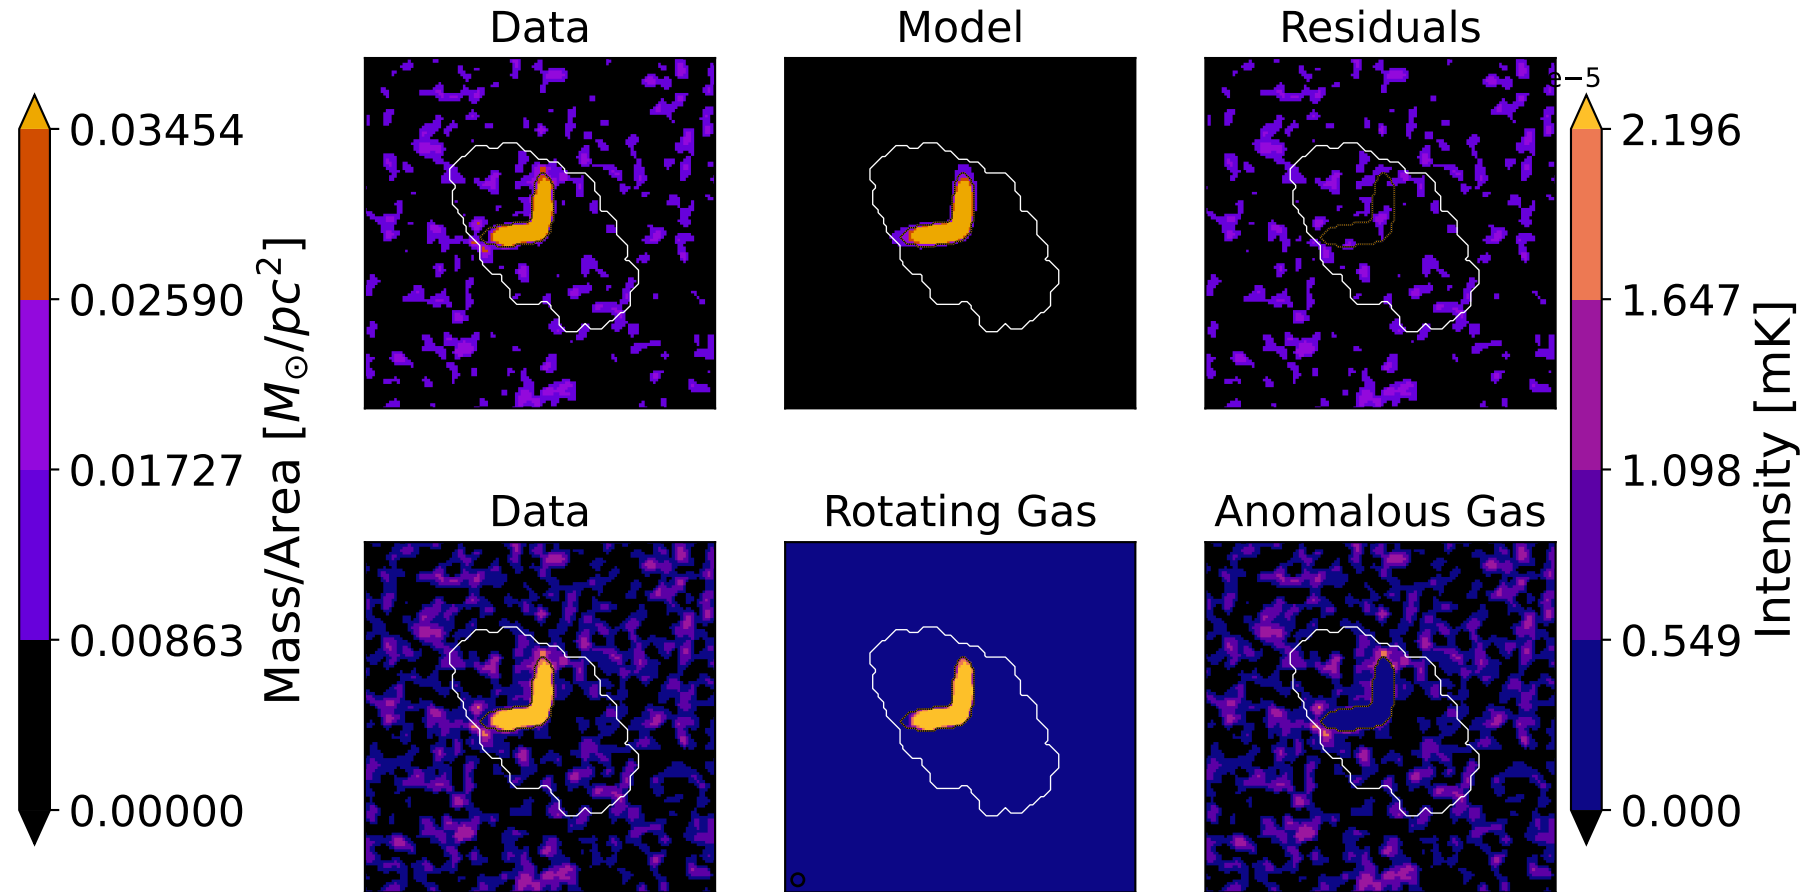 Data
Model
Residuals
e−5
0.03454
0.02590
0.01727
0.00863
0.00000
Mass/Area [M⊙/pc²]
2.196
1.647
1.098
0.549
0.000
Intensity [mK]
Data
Rotating Gas
Anomalous Gas